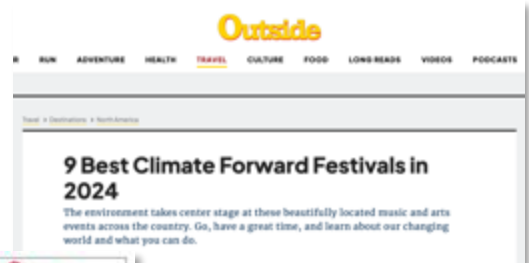 Outside
RUN ADVENTURE HEALTH TRAVEL CULTURE FOOD LONG READS VIDEOS PODCASTS
Travel > Destinations > North America
9 Best Climate Forward Festivals in
2024
The environment takes center stage at these beautifully located music and arts
events across the country. Go, have a great time, and learn about our changing
world and what you can do.